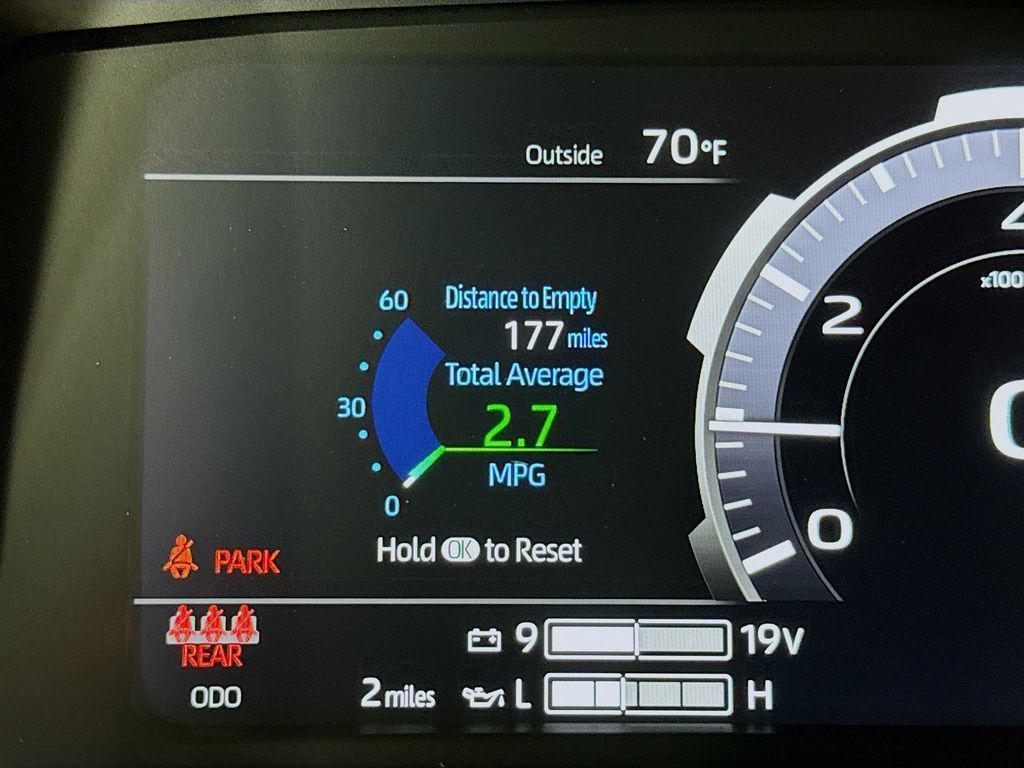 Outside 70°F
60 Distance to Empty
177 miles
Total Average
30 2.7
MPG
0
Hold OK to Reset
PARK
REAR
ODO 2 miles
9 19V
L H
x100
2
0